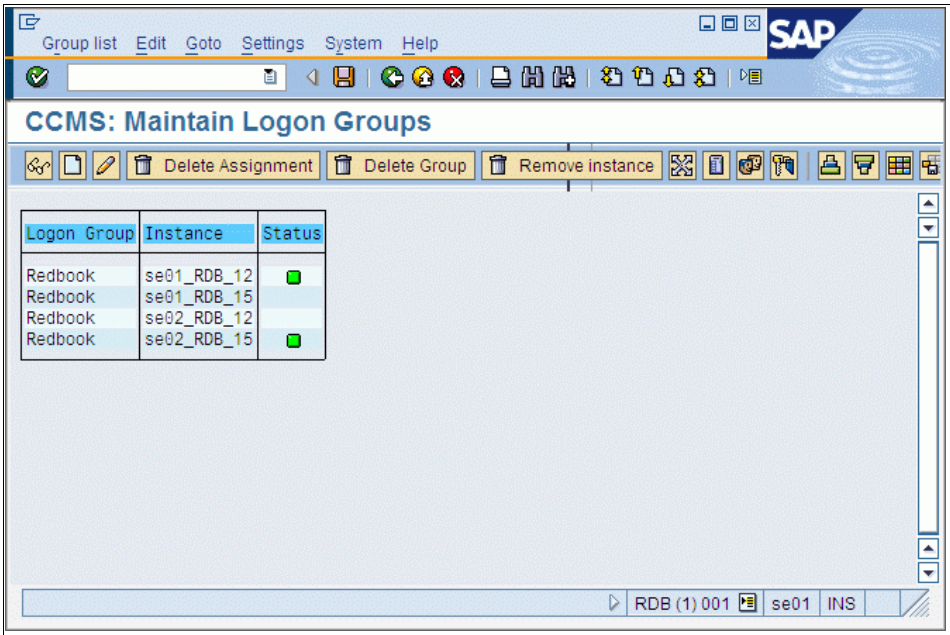 SAP
Group list Edit Goto Settings System Help
CCMS: Maintain Logon Groups
Delete Assignment Delete Group Remove instance
Logon Group Instance Status
Redbook se01_RDB_12
Redbook se01_RDB_15
Redbook se02_RDB_12
Redbook se02_RDB_15
RDB (1) 001 se01 INS